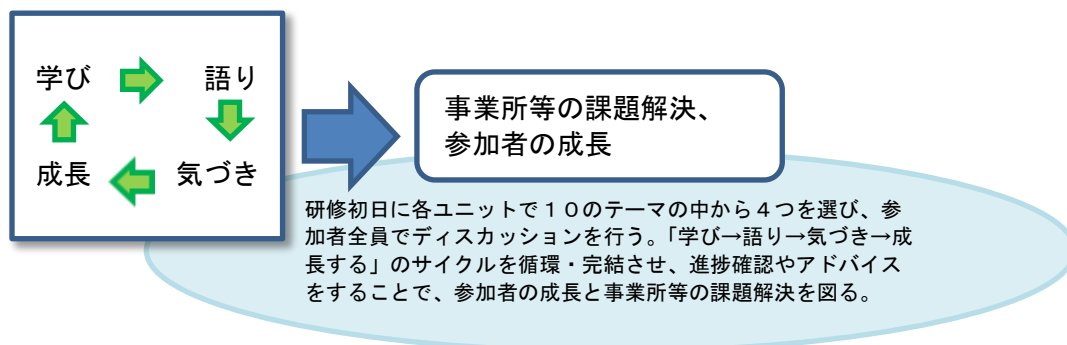 学び 語り
成長 気づき
事業所等の課題解決、
参加者の成長
研修初日に各ユニットで１０のテーマの中から４つを選び、参
加者全員でディスカッションを行う。「学び→語り→気づき→成
長する」のサイクルを循環・完結させ、進捗確認やアドバイス
をすることで、参加者の成長と事業所等の課題解決を図る。